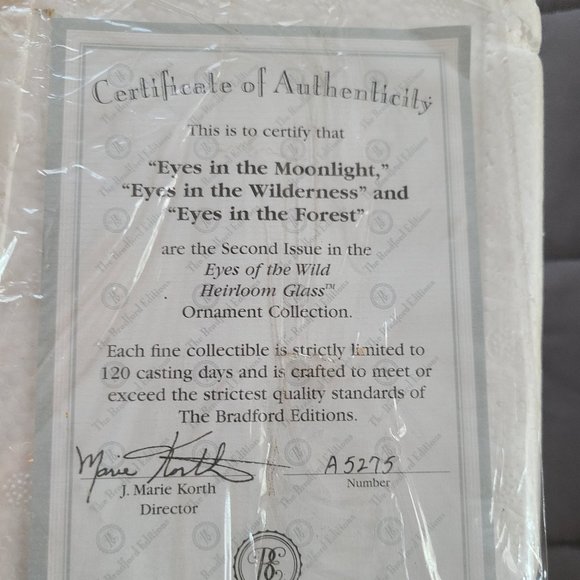 Certificate of Authenticity
This is to certify that
"Eyes in the Moonlight,"
"Eyes in the Wilderness" and
"Eyes in the Forest"
are the Second Issue in the
Eyes of the Wild
Heirloom Glass™
Ornament Collection.
Each fine collectible is strictly limited to
120 casting days and is crafted to meet or
exceed the strictest quality standards of
The Bradford Editions.
Marie Korth
A5275
J. Marie Korth
Number
Director
BE